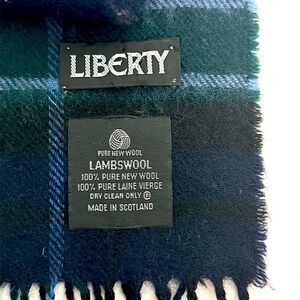 LIBERTY
PURE NEW WOOL
LAMBSWOOL
100% PURE NEW WOOL
100% PURE LAINE VIERGE
DRY CLEAN ONLY Ⓟ
MADE IN SCOTLAND